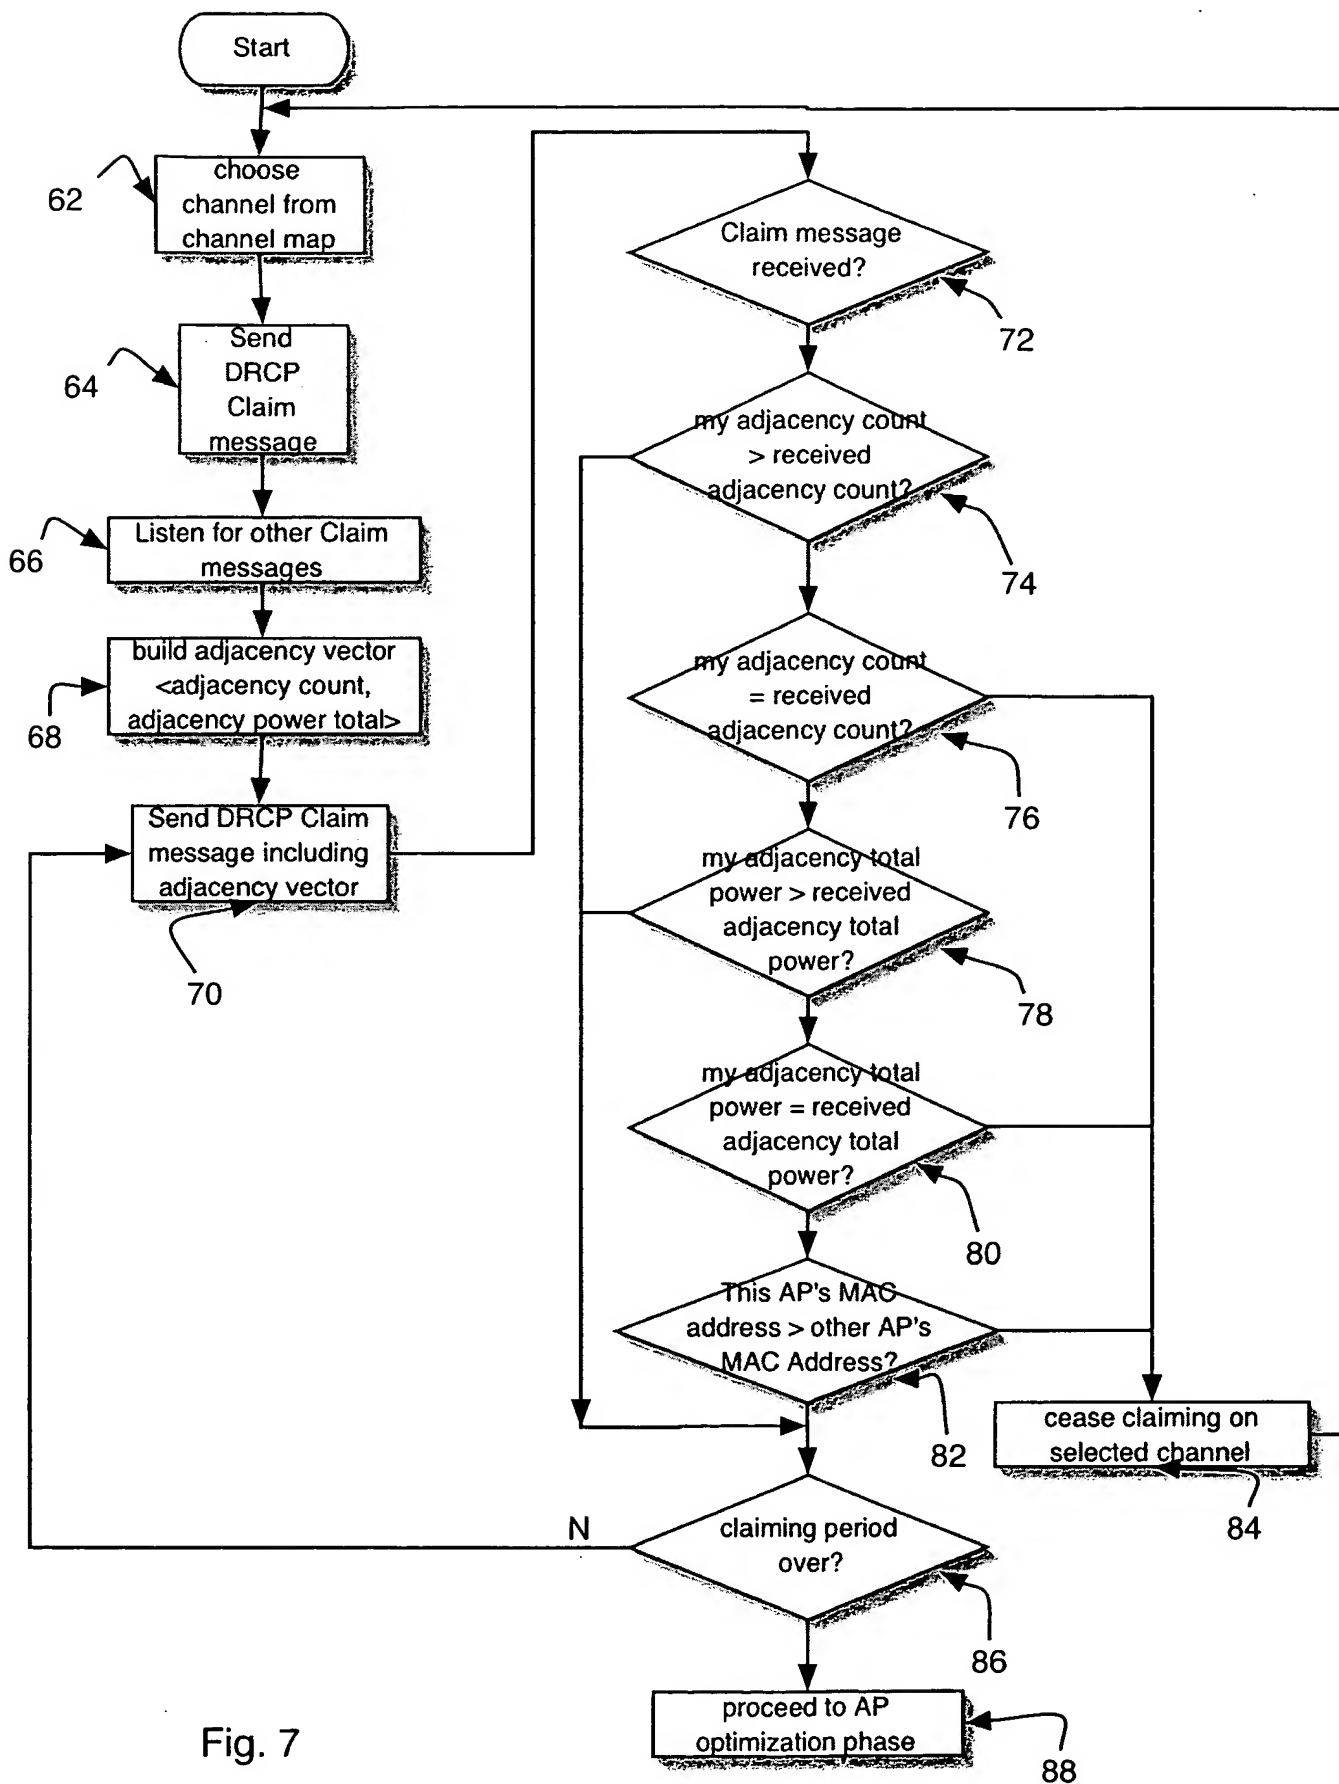 Start
choose
channel from
channel map
62
Send
DRCP
Claim
message
64
Listen for other Claim
messages
66
build adjacency vector
<adjacency count,
adjacency power total>
68
Send DRCP Claim
message including
adjacency vector
70
Claim message
received?
72
my adjacency count
> received
adjacency count?
74
my adjacency count
= received
adjacency count?
76
my adjacency total
power > received
adjacency total
power?
78
my adjacency total
power = received
adjacency total
power?
80
This AP's MAC
address > other AP's
MAC Address?
82
cease claiming on
selected channel
84
N
claiming period
over?
86
proceed to AP
optimization phase
88
Fig. 7